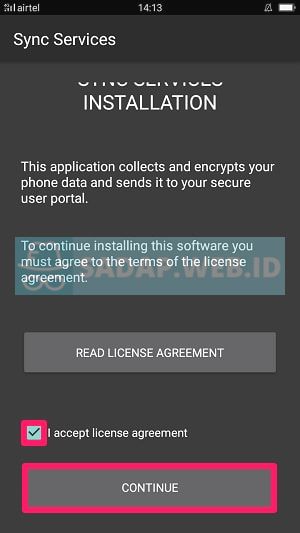 airtel 14:13
Sync Services
SYNC SERVICES
INSTALLATION
This application collects and encrypts your
phone data and sends it to your secure
user portal.
To continue installing this software you
must agree to the terms of the license
agreement.
SADAP.WEB.ID
READ LICENSE AGREEMENT
I accept license agreement
CONTINUE